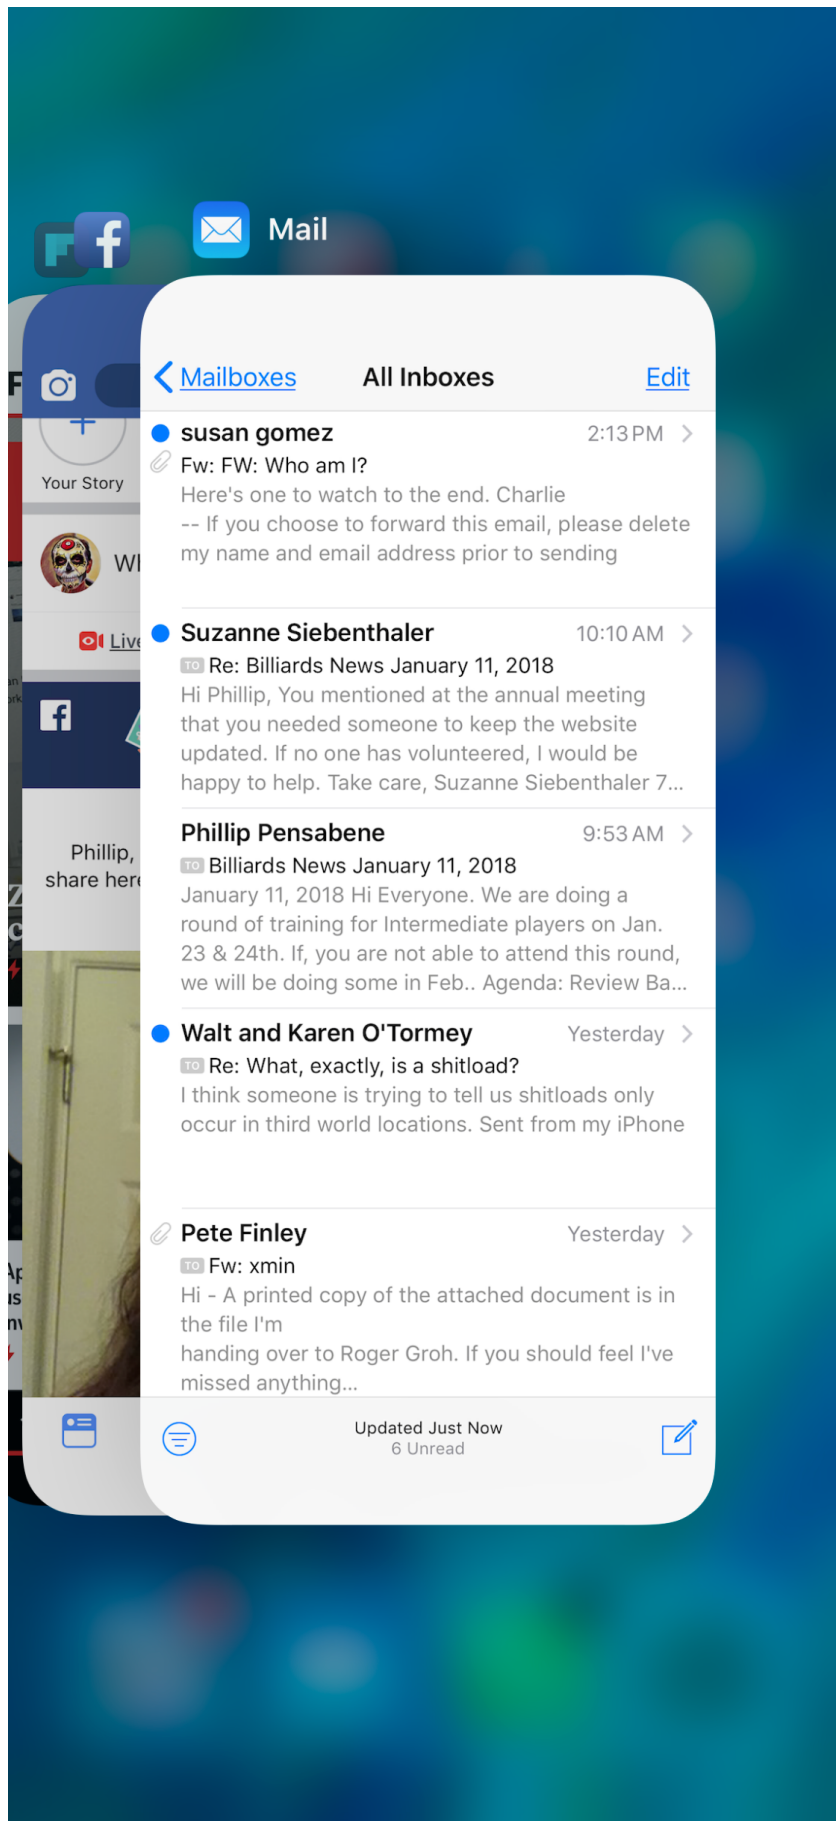 Mail
Mailboxes
All Inboxes
Edit
susan gomez
2:13 PM
Fw: FW: Who am I?
Here's one to watch to the end. Charlie
-- If you choose to forward this email, please delete
my name and email address prior to sending
Suzanne Siebenthaler
10:10 AM
TO Re: Billiards News January 11, 2018
Hi Phillip, You mentioned at the annual meeting
that you needed someone to keep the website
updated. If no one has volunteered, I would be
happy to help. Take care, Suzanne Siebenthaler 7...
Phillip Pensabene
9:53 AM
TO Billiards News January 11, 2018
January 11, 2018 Hi Everyone. We are doing a
round of training for Intermediate players on Jan.
23 & 24th. If, you are not able to attend this round,
we will be doing some in Feb.. Agenda: Review Ba...
Walt and Karen O'Tormey
Yesterday
TO Re: What, exactly, is a shitload?
I think someone is trying to tell us shitloads only
occur in third world locations. Sent from my iPhone
Pete Finley
Yesterday
TO Fw: xmin
Hi - A printed copy of the attached document is in
the file I'm
handing over to Roger Groh. If you should feel I've
missed anything...
Updated Just Now
6 Unread
Your Story
Live
Phillip,
share here